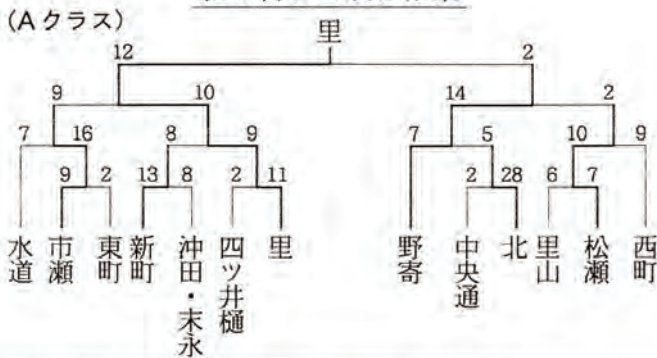 (Aクラス)
里
12 2
9 10 14 2
7 16 8 9 7 5 10 9
9 2 13 8 2 11 2 28 6 7
水道 市瀬 東町 新町 沖田・末永 四ツ井樋 里 野寄 中央通 北 里山 松瀬 西町